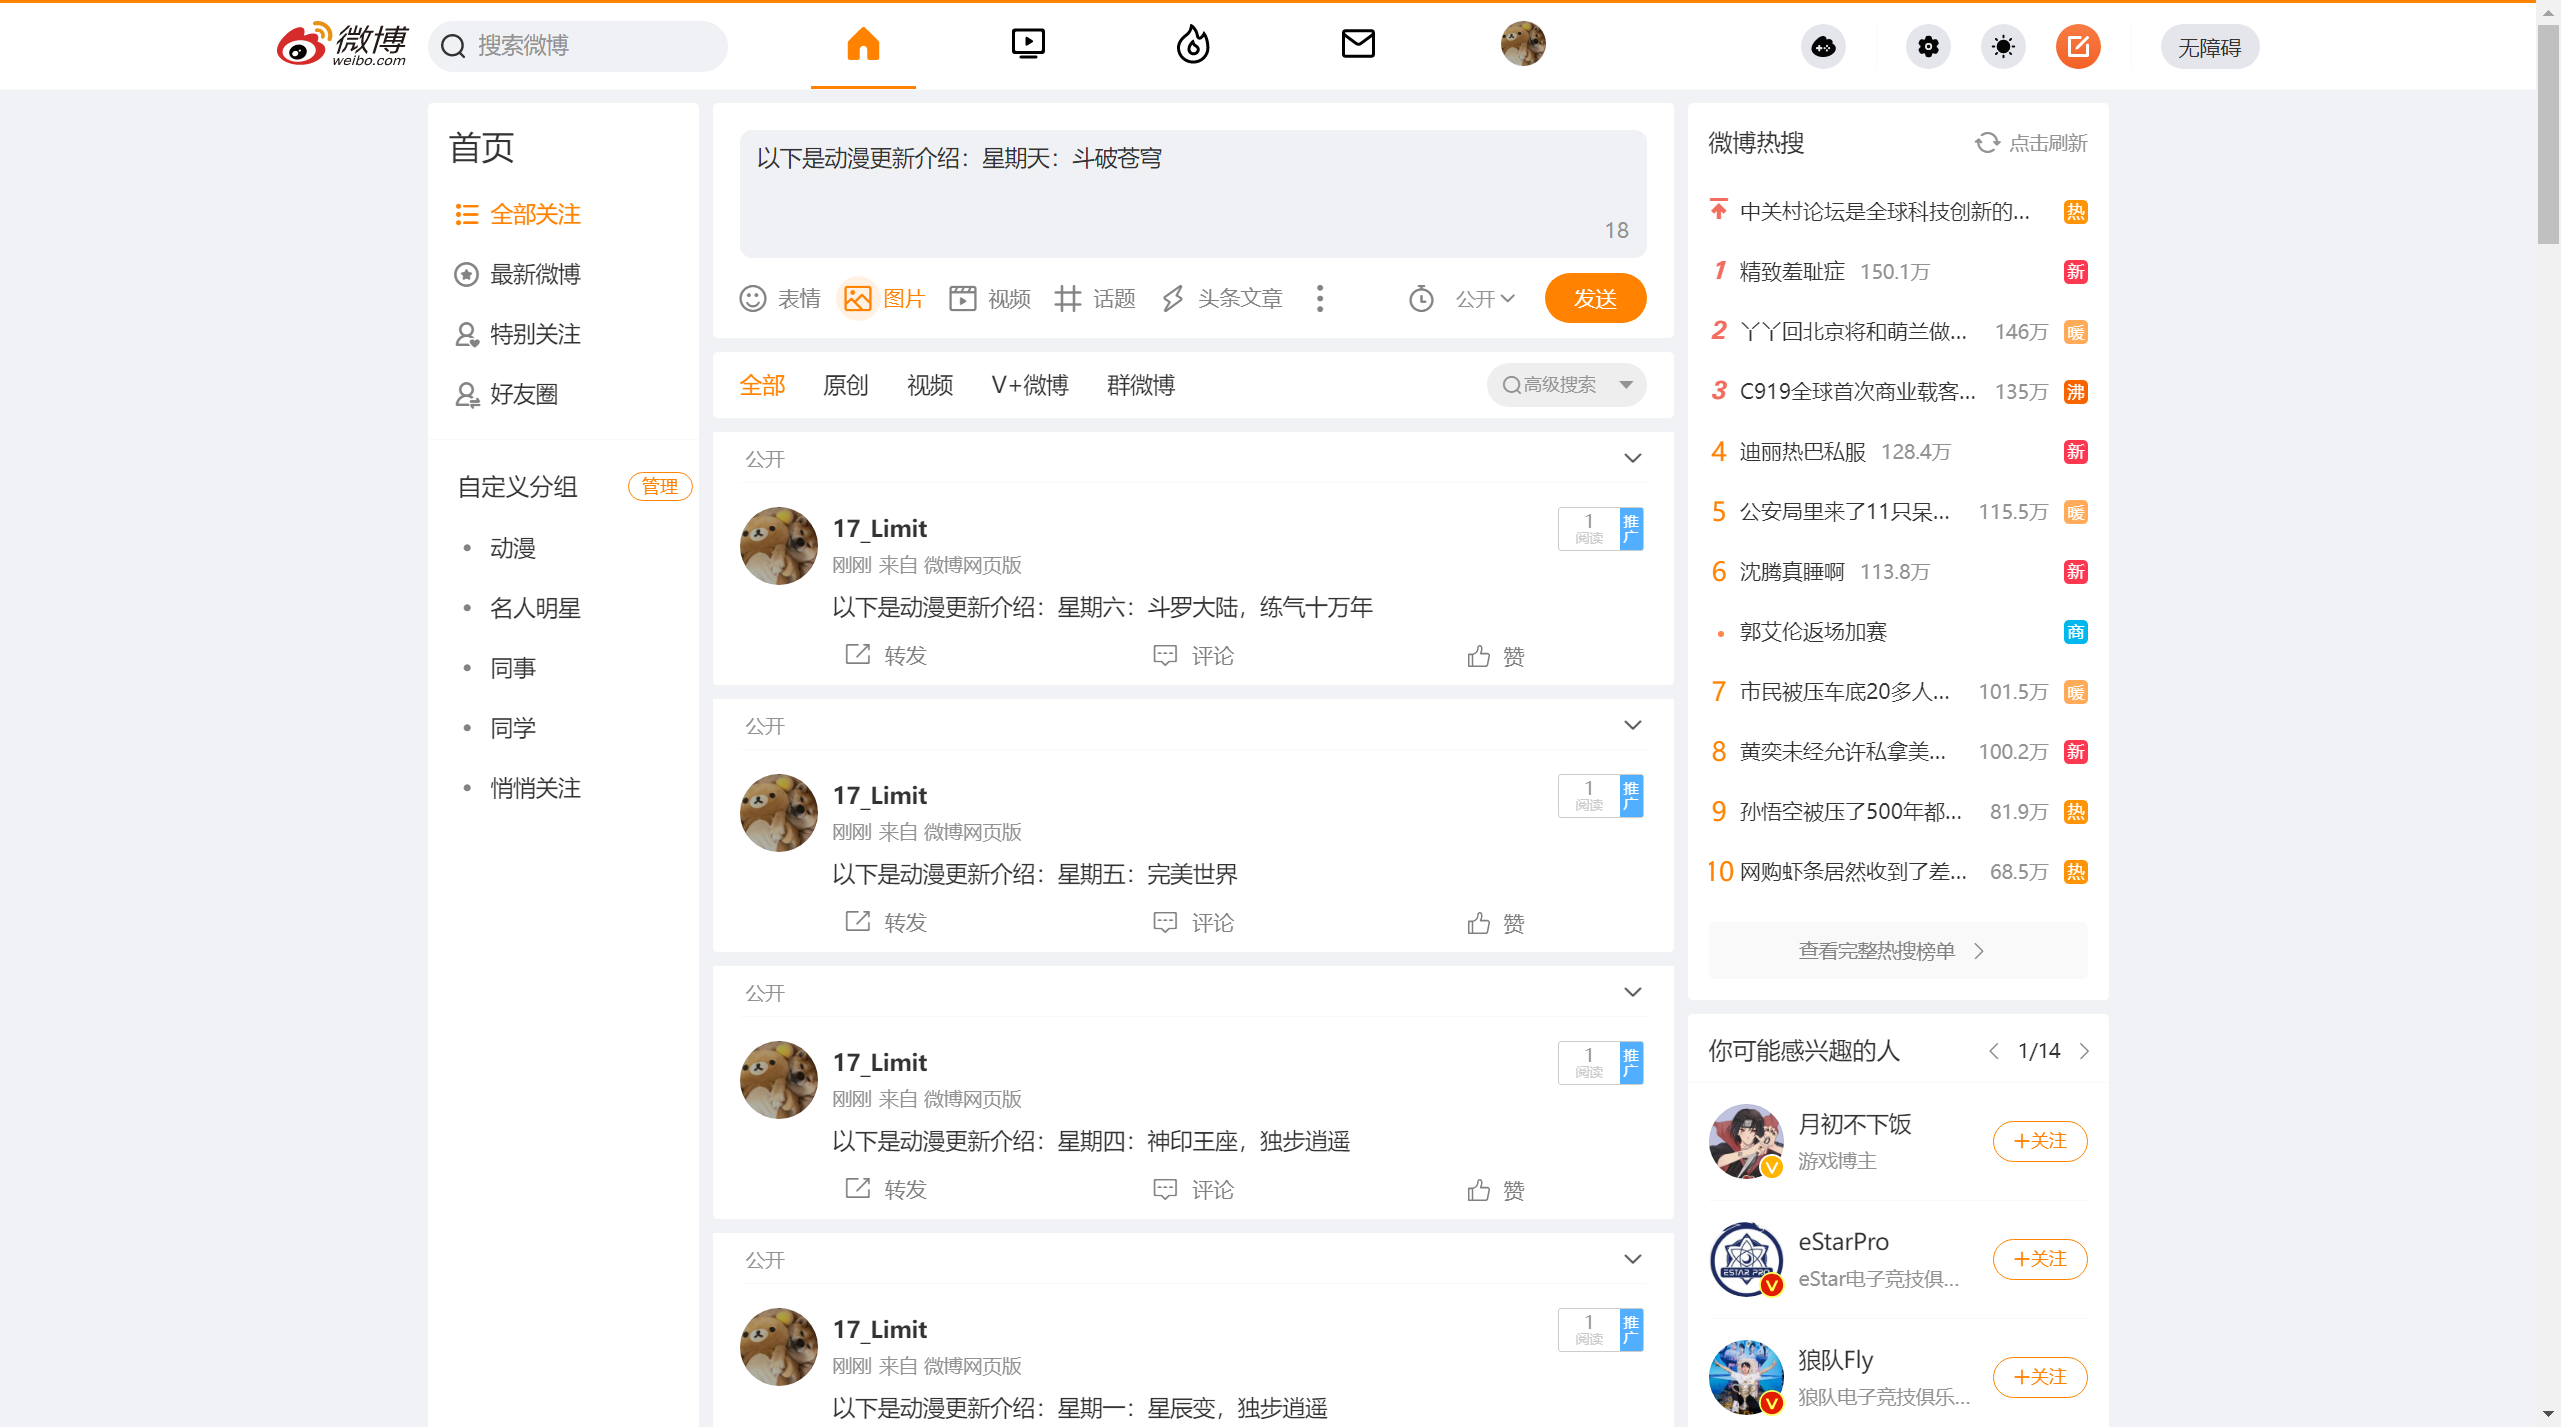 微博
weibo.com
搜索微博
无障碍
首页
全部关注
最新微博
特别关注
好友圈
自定义分组
管理
动漫
名人明星
同事
同学
悄悄关注
以下是动漫更新介绍：星期天：斗破苍穹
18
表情
图片
视频
话题
头条文章
公开
发送
全部
原创
视频
V+微博
群微博
高级搜索
公开
17_Limit
刚刚 来自 微博网页版
1
阅读
推广
以下是动漫更新介绍：星期六：斗罗大陆，练气十万年
转发
评论
赞
公开
17_Limit
刚刚 来自 微博网页版
1
阅读
推广
以下是动漫更新介绍：星期五：完美世界
转发
评论
赞
公开
17_Limit
刚刚 来自 微博网页版
1
阅读
推广
以下是动漫更新介绍：星期四：神印王座，独步逍遥
转发
评论
赞
公开
17_Limit
刚刚 来自 微博网页版
1
阅读
推广
以下是动漫更新介绍：星期一：星辰变，独步逍遥
微博热搜
点击刷新
中关村论坛是全球科技创新的... 热
1 精致羞耻症 150.1万 新
2 丫丫回北京将和萌兰做... 146万 暖
3 C919全球首次商业载客... 135万 沸
4 迪丽热巴私服 128.4万 新
5 公安局里来了11只呆... 115.5万 暖
6 沈腾真睡啊 113.8万 新
郭艾伦返场加赛 商
7 市民被压车底20多人... 101.5万 暖
8 黄奕未经允许私拿美... 100.2万 新
9 孙悟空被压了500年都... 81.9万 热
10 网购虾条居然收到了差... 68.5万 热
查看完整热搜榜单
你可能感兴趣的人
1/14
月初不下饭
游戏博主
+关注
ESTAR PRO
eStarPro
eStar电子竞技俱...
+关注
狼队Fly
狼队电子竞技俱乐...
+关注